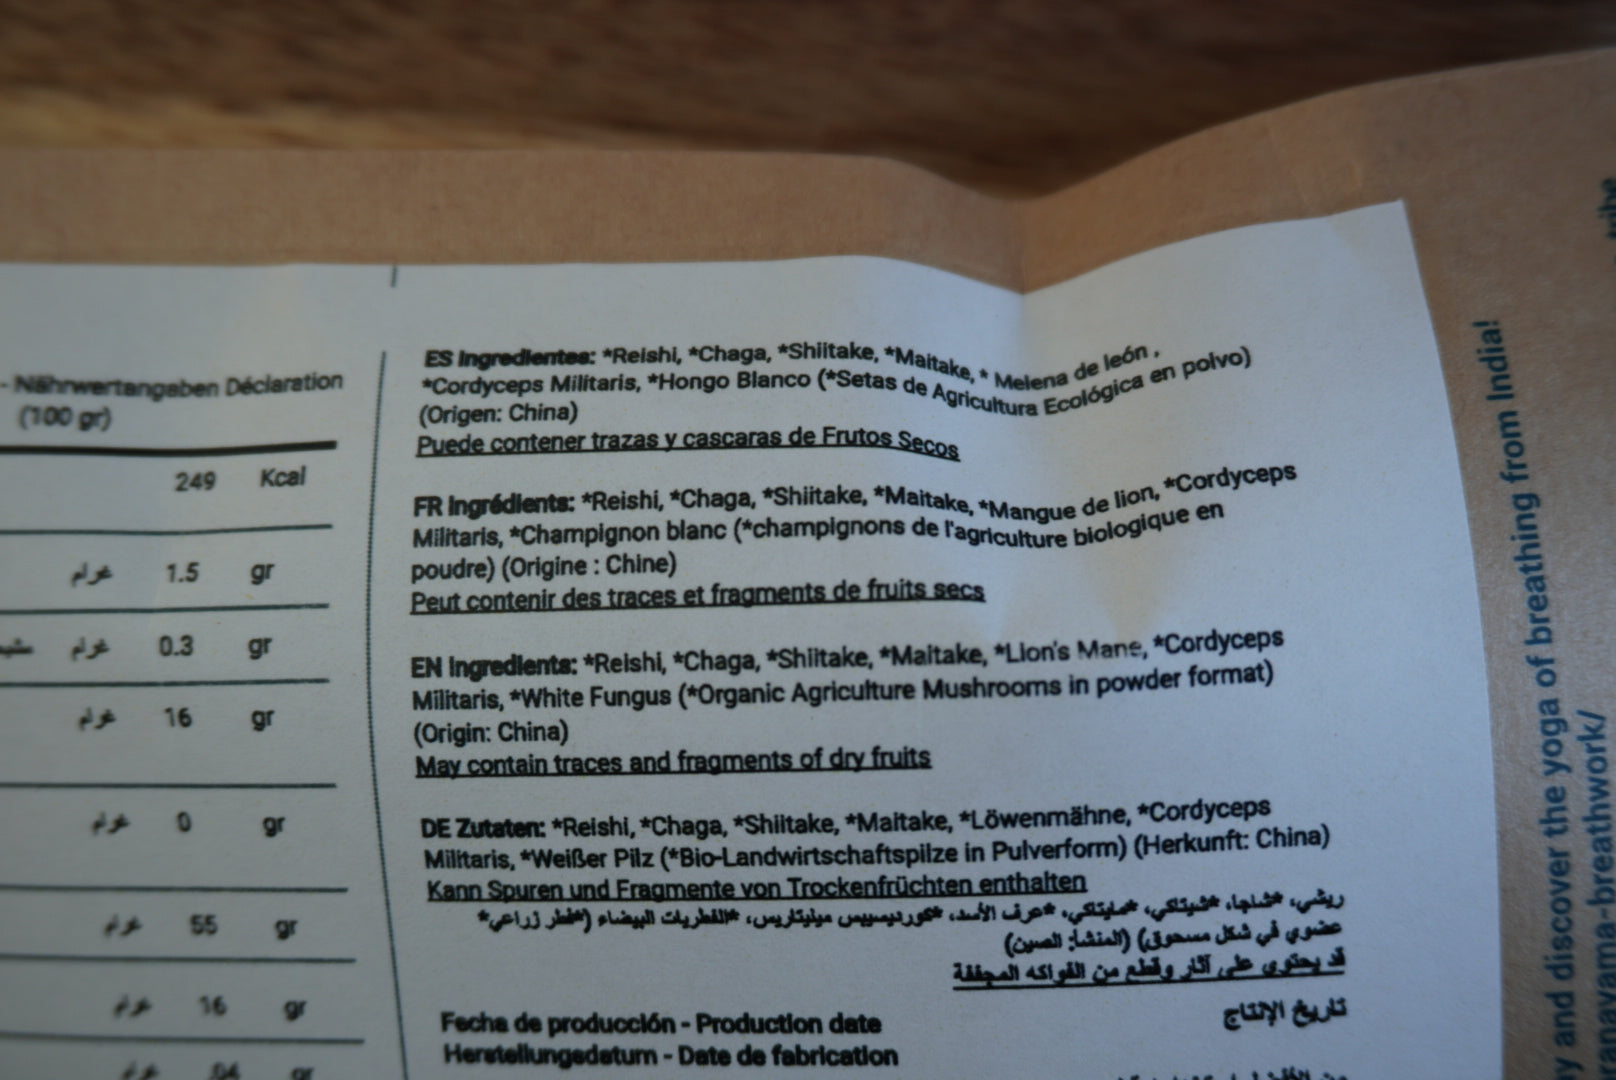 - Nährwertangaben Déclaration
(100 gr)
249 Kcal
غرام 1.5 gr
غرام 0.3 gr
غرام 16 gr
غرام 0 gr
غرام 55 gr
غرام 16 gr
ES Ingredientes: *Reishi, *Chaga, *Shiitake, *Maitake, * Melena de león ,
*Cordyceps Militaris, *Hongo Blanco (*Setas de Agricultura Ecológica en polvo)
(Origen: China)
Puede contener trazas y cascaras de Frutos Secos
FR Ingrédients: *Reishi, *Chaga, *Shiitake, *Maitake, *Mangue de lion, *Cordyceps
Militaris, *Champignon blanc (*champignons de l'agriculture biologique en
poudre) (Origine : Chine)
Peut contenir des traces et fragments de fruits secs
EN Ingredients: *Reishi, *Chaga, *Shiitake, *Maitake, *Lion's Mane, *Cordyceps
Militaris, *White Fungus (*Organic Agriculture Mushrooms in powder format)
(Origin: China)
May contain traces and fragments of dry fruits
DE Zutaten: *Reishi, *Chaga, *Shiitake, *Maitake, *Löwenmähne, *Cordyceps
Militaris, *Weißer Pilz (*Bio-Landwirtschaftspilze in Pulverform) (Herkunft: China)
Kann Spuren und Fragmente von Trockenfrüchten enthalten
ريشي، *شاجا، *شيتاكي، *مايتاكي، *عرف الأسد، *كورديسيبس ميليتاريس، *الفطريات البيضاء (*فطر زراعي*
عضوي في شكل مسحوق) (المنشأ: الصين)
قد يحتوي على آثار وقطع من الفواكه المجففة
تاريخ الإنتاج
Fecha de producción - Production date
Herstellungsdatum - Date de fabrication
y and discover the yoga of breathing from India!
ranayama-breathwork/
tribe